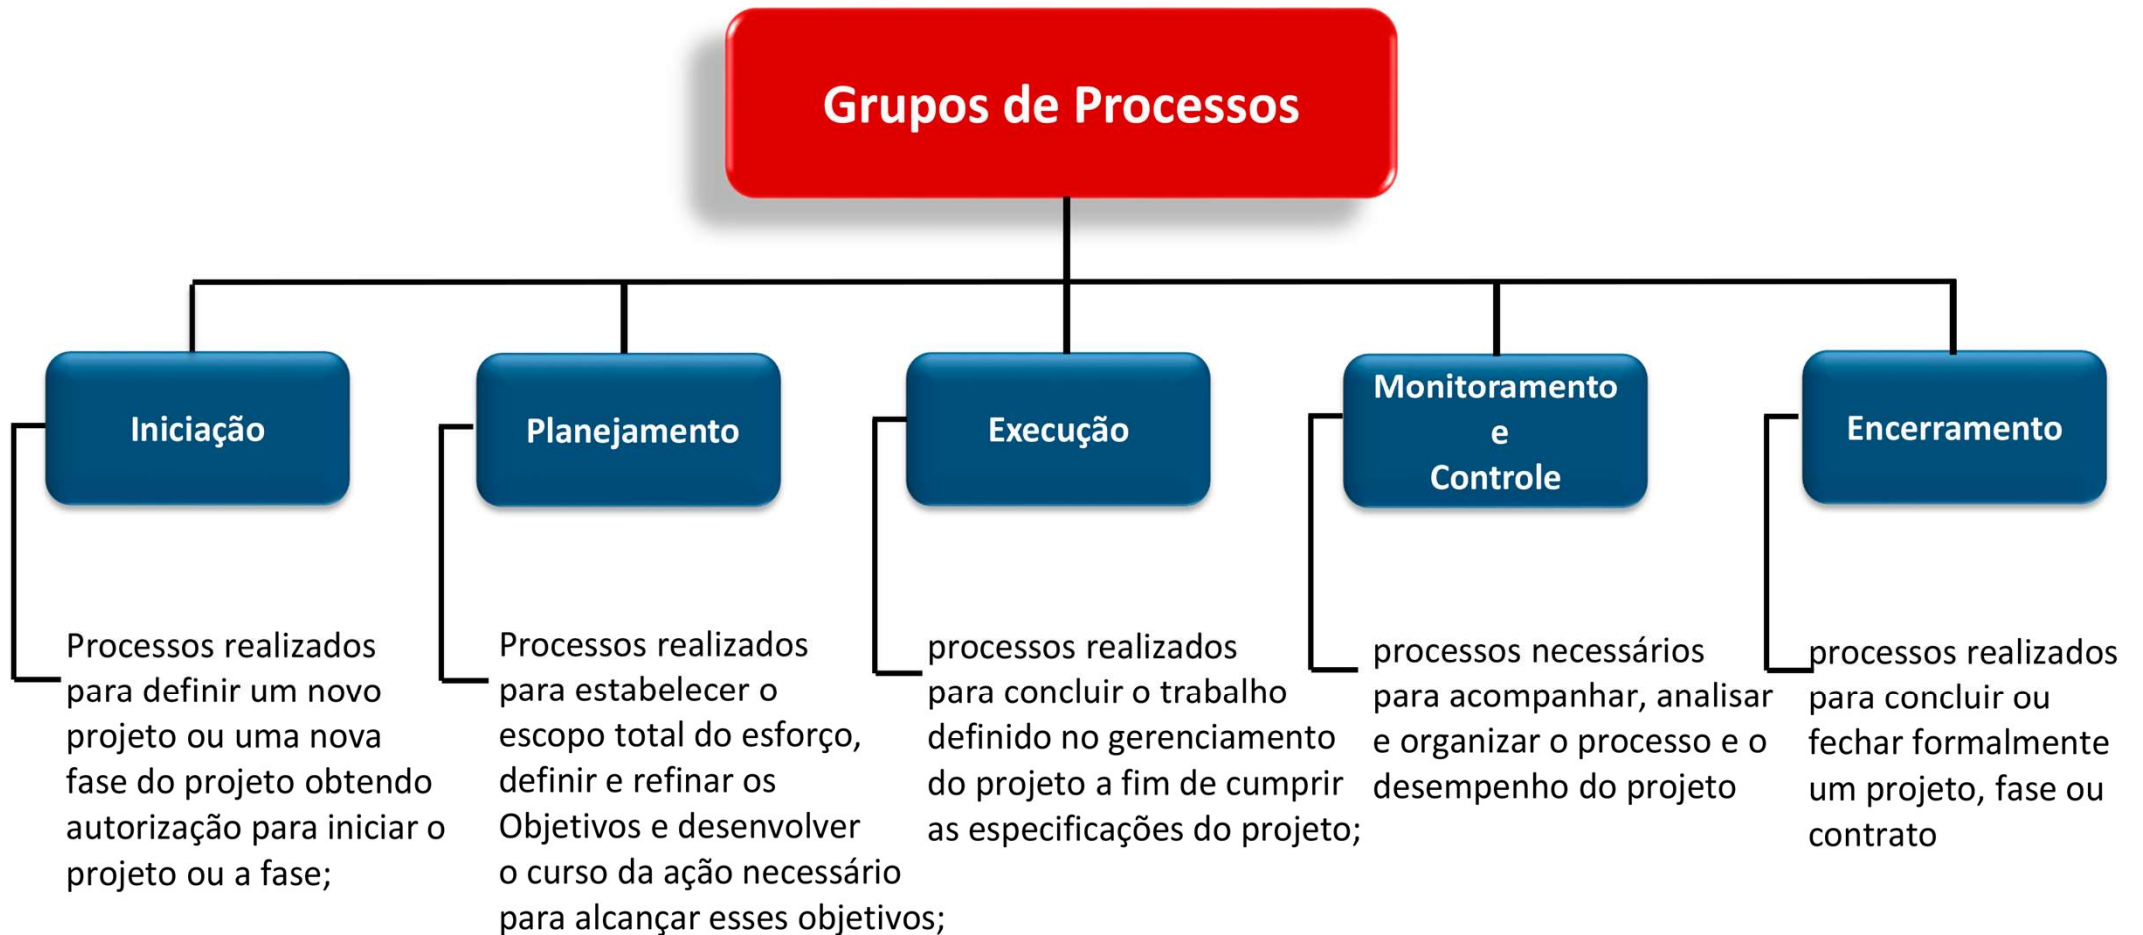 Grupos de Processos
Iniciação
Processos realizados
para definir um novo
projeto ou uma nova
fase do projeto obtendo
autorização para iniciar o
projeto ou a fase;
Planejamento
Processos realizados
para estabelecer o
escopo total do esforço,
definir e refinar os
Objetivos e desenvolver
o curso da ação necessário
para alcançar esses objetivos;
Execução
processos realizados
para concluir o trabalho
definido no gerenciamento
do projeto a fim de cumprir
as especificações do projeto;
Monitoramento
e
Controle
processos necessários
para acompanhar, analisar
e organizar o processo e o
desempenho do projeto
Encerramento
processos realizados
para concluir ou
fechar formalmente
um projeto, fase ou
contrato